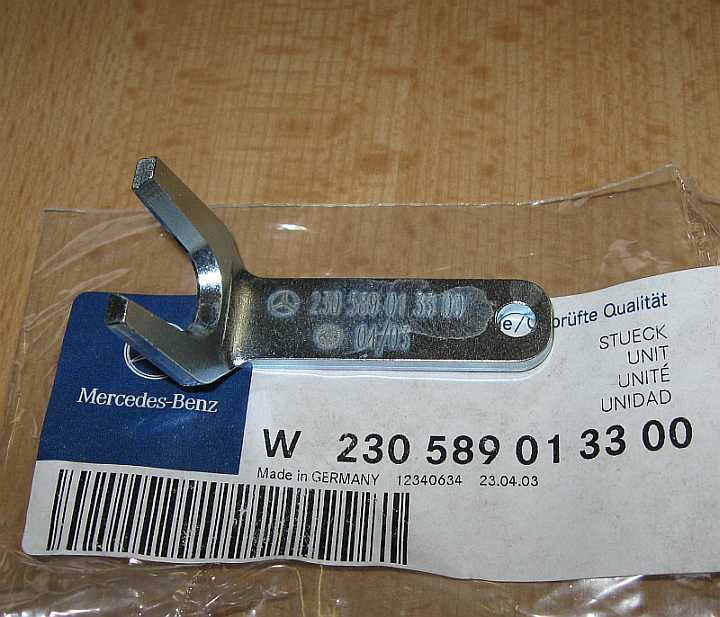 230 589 01 33 00
04/03
e/Geprüfte Qualität
STUECK
UNIT
UNITÉ
UNIDAD
Mercedes-Benz
W 230 589 01 33 00
Made in GERMANY 12340634 23.04.03